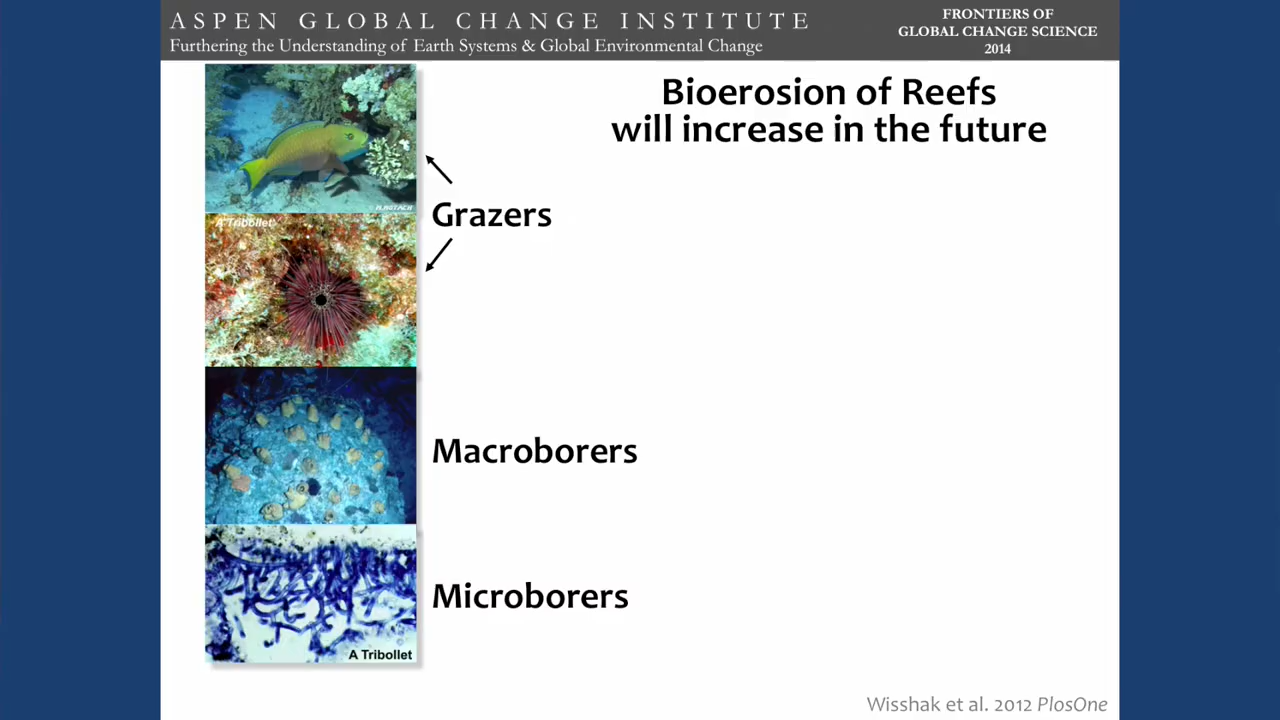 ASPEN GLOBAL CHANGE INSTITUTE
Furthering the Understanding of Earth Systems & Global Environmental Change
FRONTIERS OF
GLOBAL CHANGE SCIENCE
2014
Bioerosion of Reefs
will increase in the future
A Tribollet
Grazers
Macroborers
Microborers
A Tribollet
Wisshak et al. 2012 PlosOne